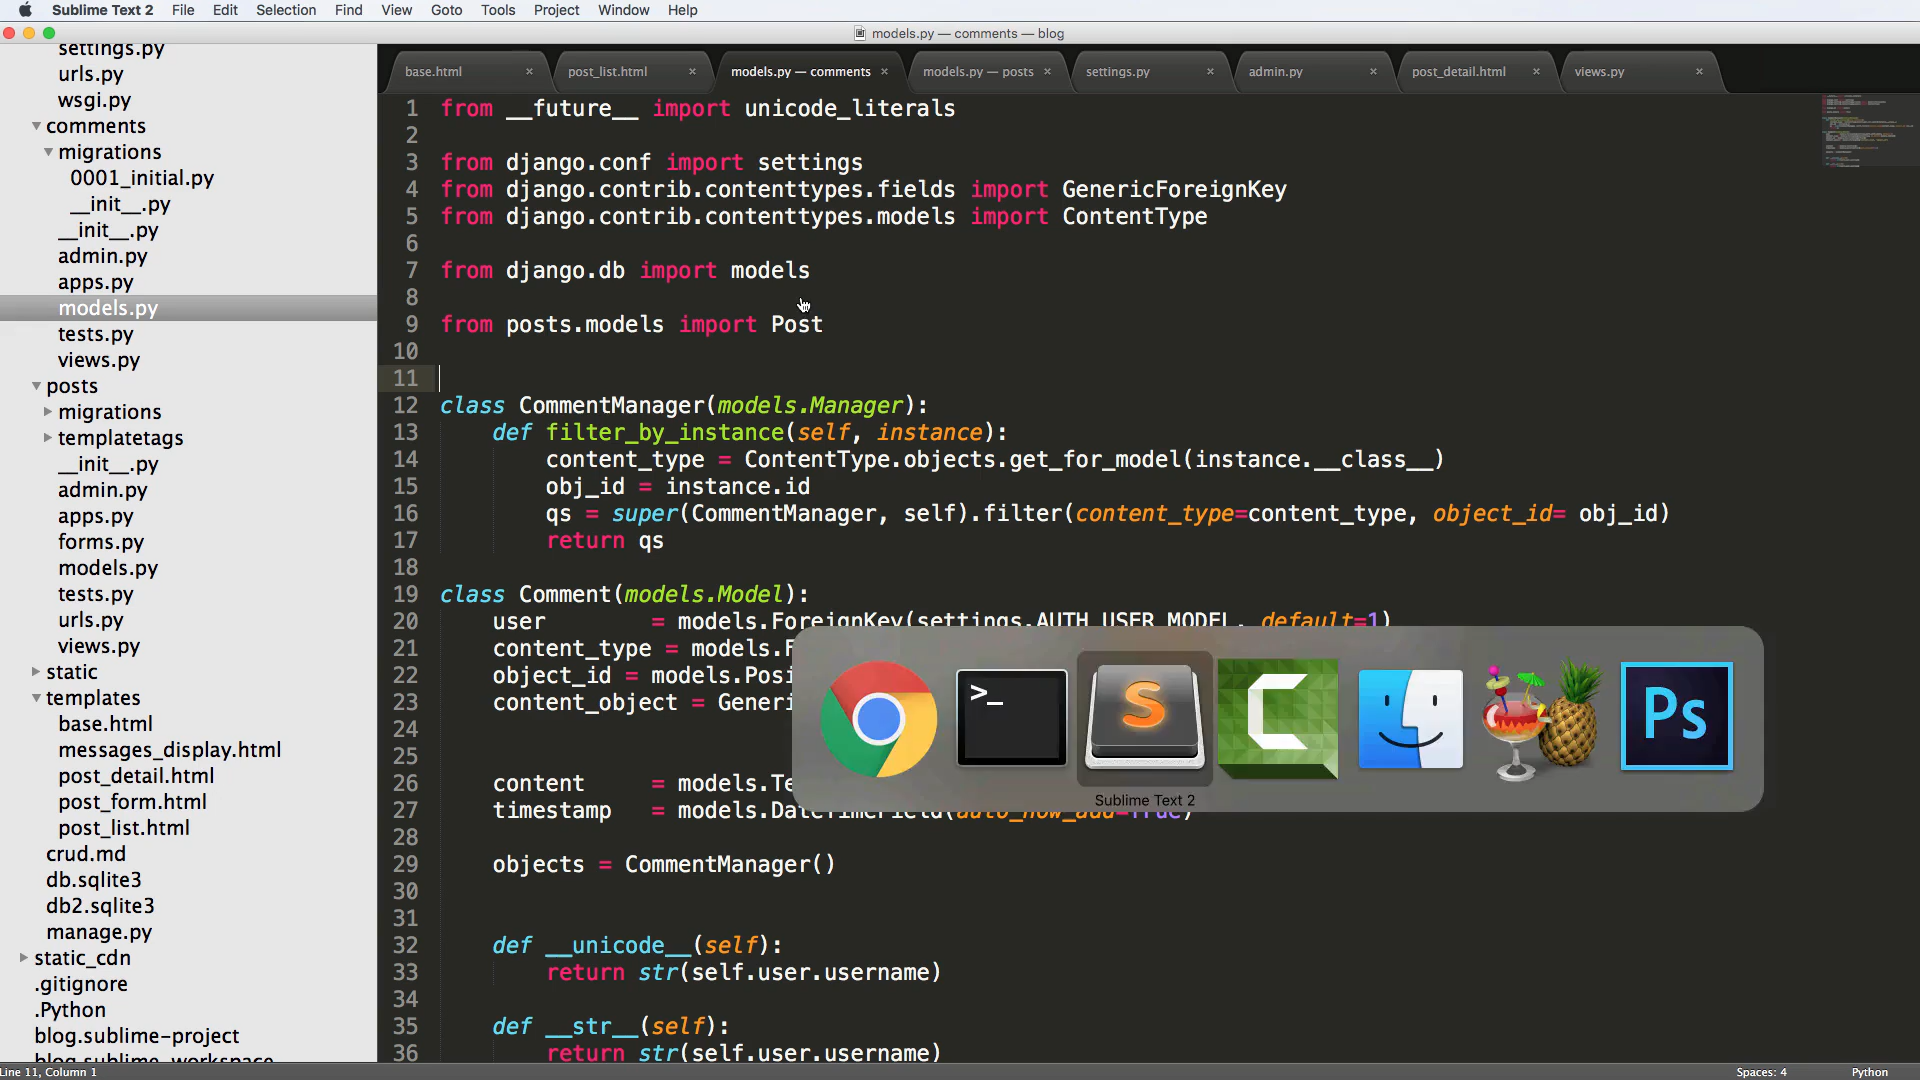 Sublime Text 2 File Edit Selection Find View Goto Tools Project Window Help
models.py — comments — blog
settings.py
urls.py
wsgi.py
comments
migrations
0001_initial.py
__init__.py
__init__.py
admin.py
apps.py
models.py
tests.py
views.py
posts
migrations
templatetags
__init__.py
admin.py
apps.py
forms.py
models.py
tests.py
urls.py
views.py
static
templates
base.html
messages_display.html
post_detail.html
post_form.html
post_list.html
crud.md
db.sqlite3
db2.sqlite3
manage.py
static_cdn
.gitignore
.Python
blog.sublime-project
blog.sublime-workspace
base.html × post_list.html × models.py — comments × models.py — posts × settings.py × admin.py × post_detail.html × views.py ×
1 from __future__ import unicode_literals
2
3 from django.conf import settings
4 from django.contrib.contenttypes.fields import GenericForeignKey
5 from django.contrib.contenttypes.models import ContentType
6
7 from django.db import models
8
9 from posts.models import Post
10
11
12 class CommentManager(models.Manager):
13 def filter_by_instance(self, instance):
14 content_type = ContentType.objects.get_for_model(instance.__class__)
15 obj_id = instance.id
16 qs = super(CommentManager, self).filter(content_type=content_type, object_id= obj_id)
17 return qs
18
19 class Comment(models.Model):
20 user = models.ForeignKey(settings.AUTH_USER_MODEL, default=1)
21 content_type = models.F
22 object_id = models.Posi
23 content_object = Generi
24
25
26 content = models.Te
27 timestamp = models.DateTimeField(auto_now_add=True)
28
29 objects = CommentManager()
30
31
32 def __unicode__(self):
33 return str(self.user.username)
34
35 def __str__(self):
36 return str(self.user.username)
>_
S
C
Ps
Sublime Text 2
Line 11, Column 1
Spaces: 4 Python